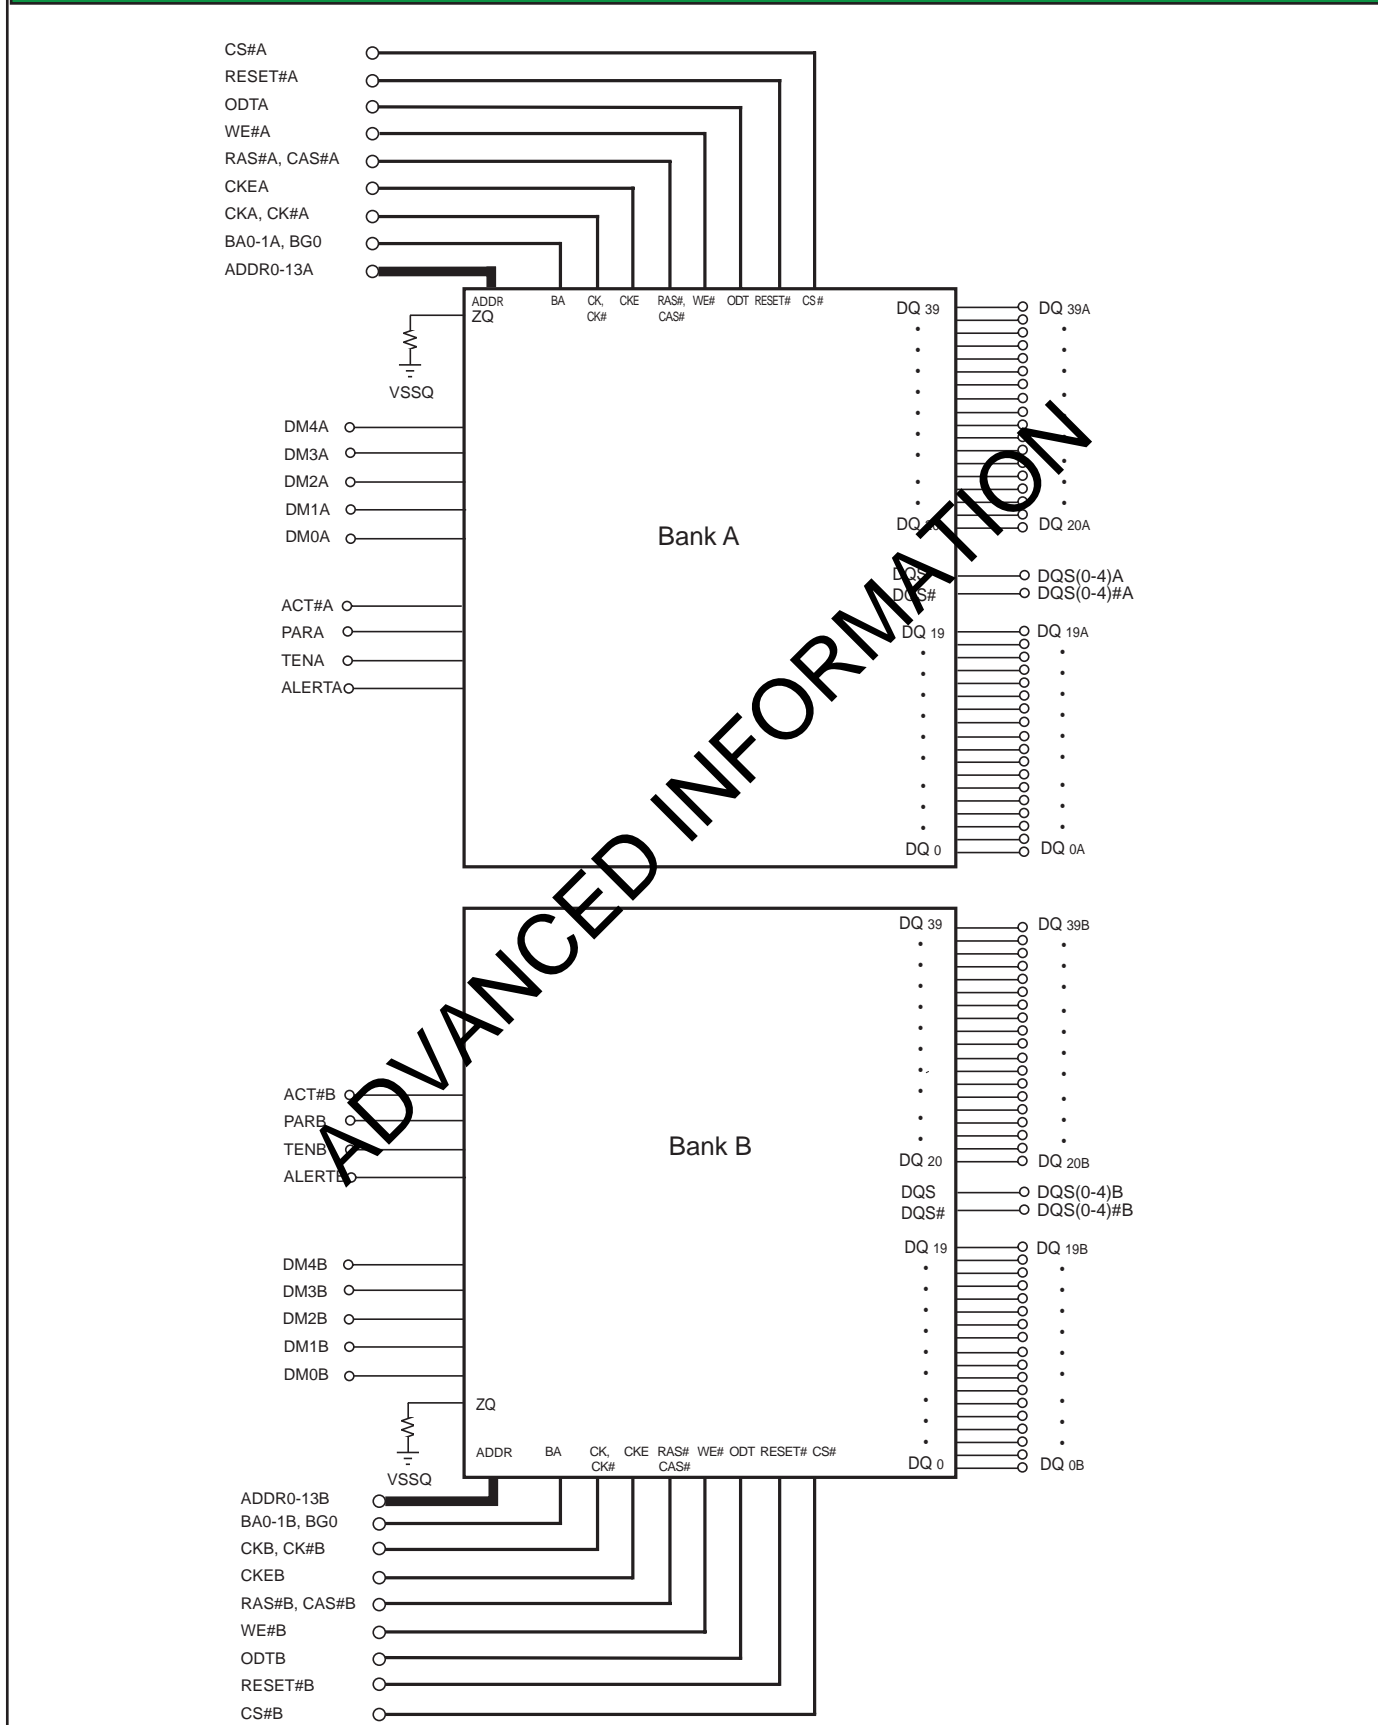 CS#A
RESET#A
ODTA
WE#A
RAS#A, CAS#A
CKEA
CKA, CK#A
BA0-1A, BG0
ADDR0-13A
ADDR BA CK, CKE RAS#, WE# ODT RESET# CS#
CK# CAS#
ZQ
VSSQ
DQ 39 DQ 39A
DM4A
DM3A
DM2A
DM1A
DM0A
Bank A
DQ 20A
DQS DQS(0-4)A
DQS# DQS(0-4)#A
ACT#A
PARA
TENA
ALERTA
DQ 19 DQ 19A
DQ 0 DQ 0A
ADVANCED INFORMATION
DQ 39 DQ 39B
ACT#B
PARB
TENB
ALERTB
Bank B
DQ 20 DQ 20B
DQS DQS(0-4)B
DQS# DQS(0-4)#B
DQ 19 DQ 19B
DM4B
DM3B
DM2B
DM1B
DM0B
ZQ
VSSQ
ADDR BA CK, CKE RAS# WE# ODT RESET# CS#
CK# CAS#
DQ 0 DQ 0B
ADDR0-13B
BA0-1B, BG0
CKB, CK#B
CKEB
RAS#B, CAS#B
WE#B
ODTB
RESET#B
CS#B